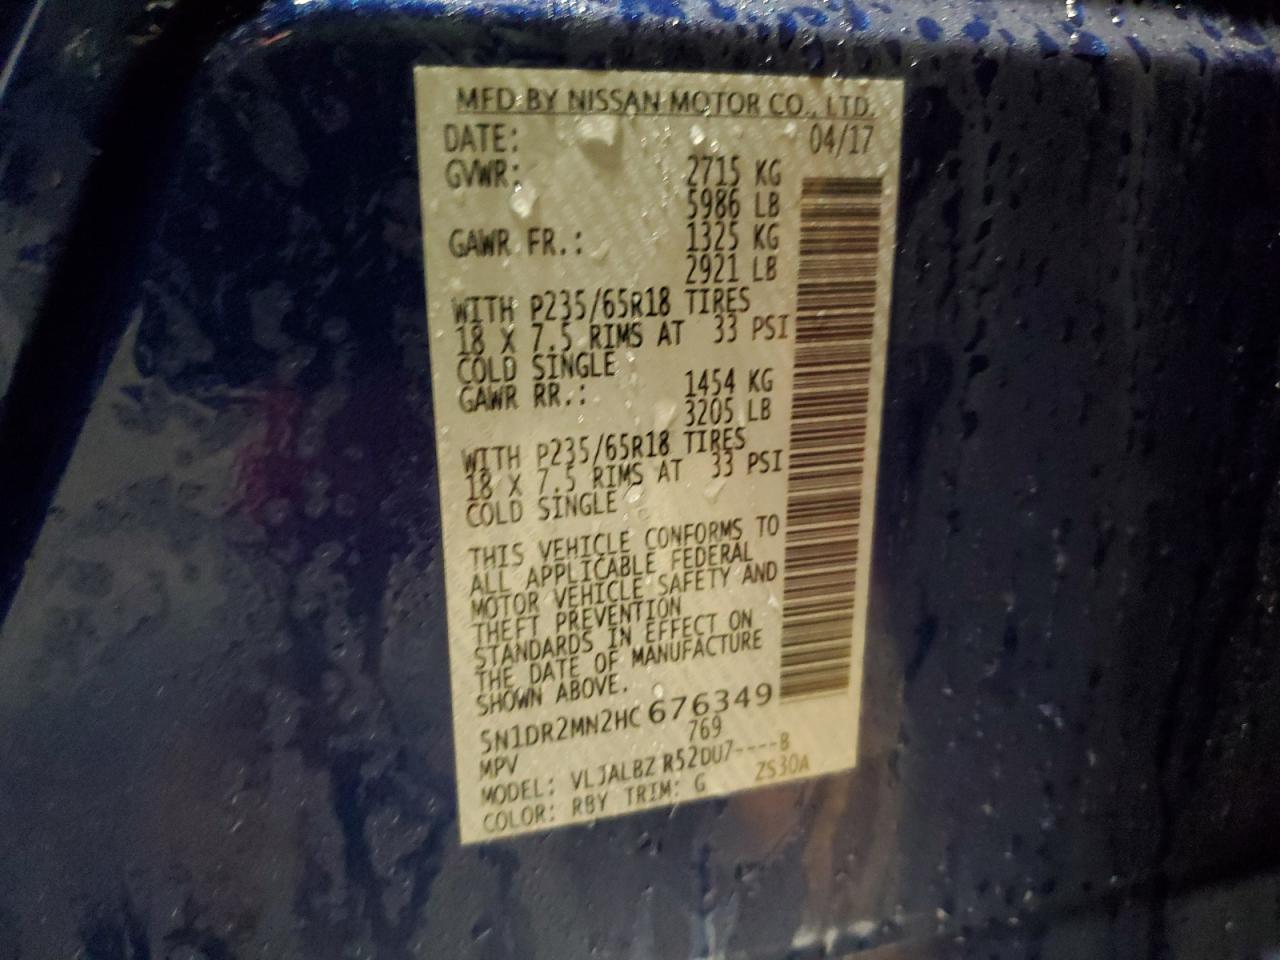 MFD BY NISSAN MOTOR CO., LTD.
DATE: 04/17
GVWR: 2715 KG
5986 LB
GAWR FR.: 1325 KG
2921 LB
WITH P235/65R18 TIRES
18 X 7.5 RIMS AT 33 PSI
COLD SINGLE
GAWR RR.: 1454 KG
3205 LB
WITH P235/65R18 TIRES
18 X 7.5 RIMS AT 33 PSI
COLD SINGLE
THIS VEHICLE CONFORMS TO
ALL APPLICABLE FEDERAL
MOTOR VEHICLE SAFETY AND
THEFT PREVENTION
STANDARDS IN EFFECT ON
THE DATE OF MANUFACTURE
SHOWN ABOVE.
5N1DR2MN2HC676349
MPV 769
MODEL: VLJALBZ R52DU7----B
COLOR: RBY TRIM: G ZS30A